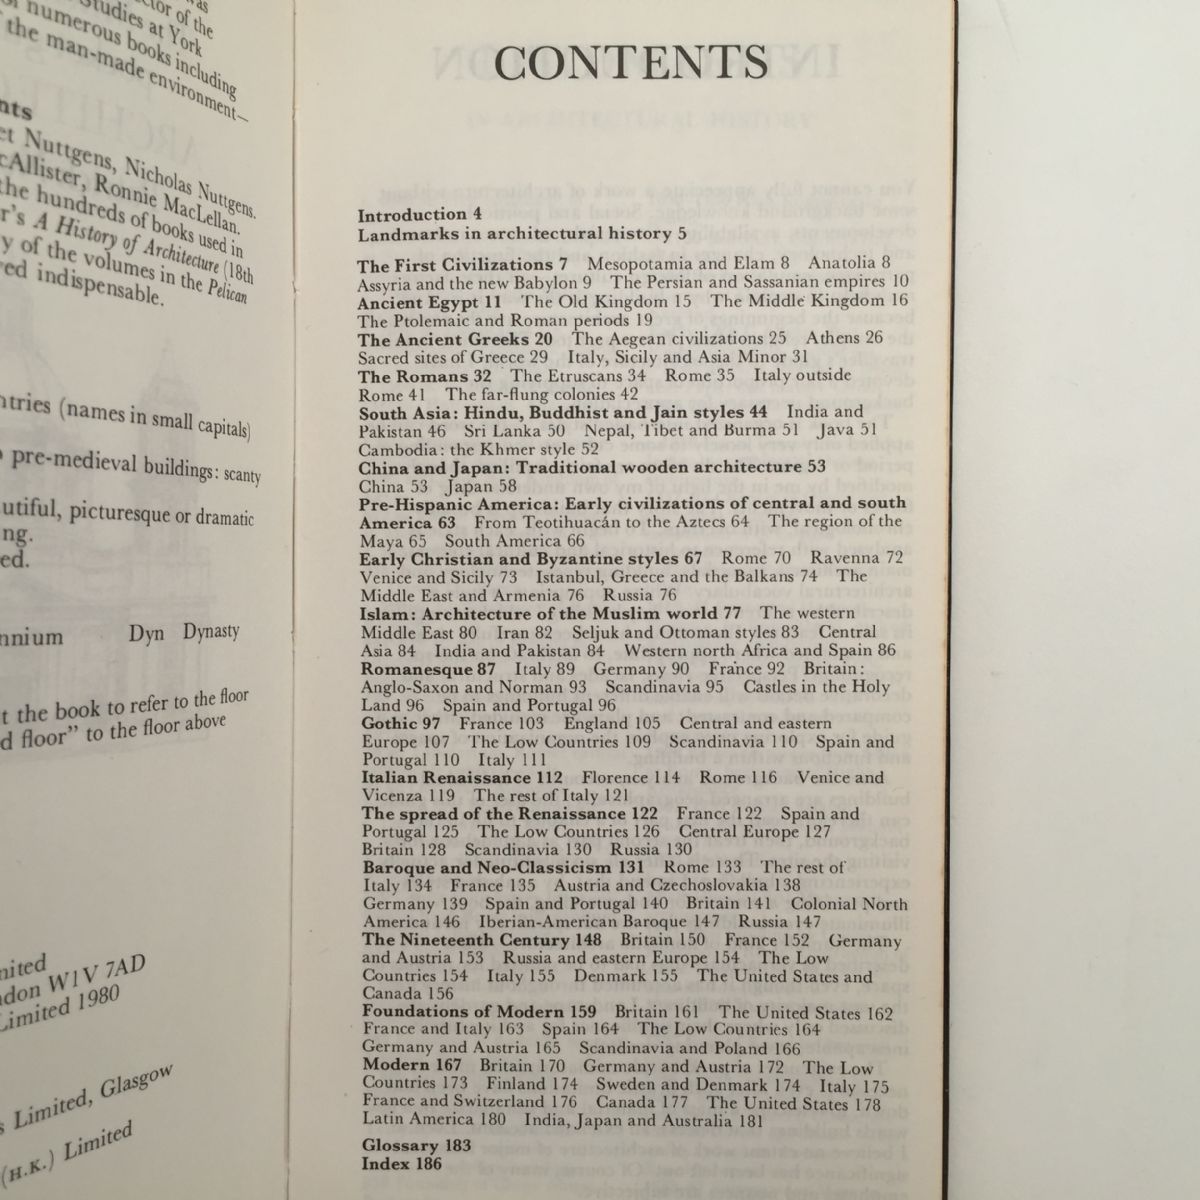 tor of the
Studies at York
numerous books including
the man-made environment—
Nuttgens, Nicholas Nuttgens.
Ronnie MacLellan.
the hundreds of books used in
A History of Architecture (18th
of the volumes in the Pelican
indispensable.
(names in small capitals)
pre-medieval buildings: scanty
picturesque or dramatic
Dyn Dynasty
the book to refer to the floor
floor" to the floor above
W1V 7AD
Limited 1980
Limited, Glasgow
(H.K.) Limited
CONTENTS
Introduction 4
Landmarks in architectural history 5
The First Civilizations 7 Mesopotamia and Elam 8 Anatolia 8
Assyria and the new Babylon 9 The Persian and Sassanian empires 10
Ancient Egypt 11 The Old Kingdom 15 The Middle Kingdom 16
The Ptolemaic and Roman periods 19
The Ancient Greeks 20 The Aegean civilizations 25 Athens 26
Sacred sites of Greece 29 Italy, Sicily and Asia Minor 31
The Romans 32 The Etruscans 34 Rome 35 Italy outside
Rome 41 The far-flung colonies 42
South Asia: Hindu, Buddhist and Jain styles 44 India and
Pakistan 46 Sri Lanka 50 Nepal, Tibet and Burma 51 Java 51
Cambodia: the Khmer style 52
China and Japan: Traditional wooden architecture 53
China 53 Japan 58
Pre-Hispanic America: Early civilizations of central and south
America 63 From Teotihuacán to the Aztecs 64 The region of the
Maya 65 South America 66
Early Christian and Byzantine styles 67 Rome 70 Ravenna 72
Venice and Sicily 73 Istanbul, Greece and the Balkans 74 The
Middle East and Armenia 76 Russia 76
Islam: Architecture of the Muslim world 77 The western
Middle East 80 Iran 82 Seljuk and Ottoman styles 83 Central
Asia 84 India and Pakistan 84 Western north Africa and Spain 86
Romanesque 87 Italy 89 Germany 90 France 92 Britain:
Anglo-Saxon and Norman 93 Scandinavia 95 Castles in the Holy
Land 96 Spain and Portugal 96
Gothic 97 France 103 England 105 Central and eastern
Europe 107 The Low Countries 109 Scandinavia 110 Spain and
Portugal 110 Italy 111
Italian Renaissance 112 Florence 114 Rome 116 Venice and
Vicenza 119 The rest of Italy 121
The spread of the Renaissance 122 France 122 Spain and
Portugal 125 The Low Countries 126 Central Europe 127
Britain 128 Scandinavia 130 Russia 130
Baroque and Neo-Classicism 131 Rome 133 The rest of
Italy 134 France 135 Austria and Czechoslovakia 138
Germany 139 Spain and Portugal 140 Britain 141 Colonial North
America 146 Iberian-American Baroque 147 Russia 147
The Nineteenth Century 148 Britain 150 France 152 Germany
and Austria 153 Russia and eastern Europe 154 The Low
Countries 154 Italy 155 Denmark 155 The United States and
Canada 156
Foundations of Modern 159 Britain 161 The United States 162
France and Italy 163 Spain 164 The Low Countries 164
Germany and Austria 165 Scandinavia and Poland 166
Modern 167 Britain 170 Germany and Austria 172 The Low
Countries 173 Finland 174 Sweden and Denmark 174 Italy 175
France and Switzerland 176 Canada 177 The United States 178
Latin America 180 India, Japan and Australia 181
Glossary 183
Index 186